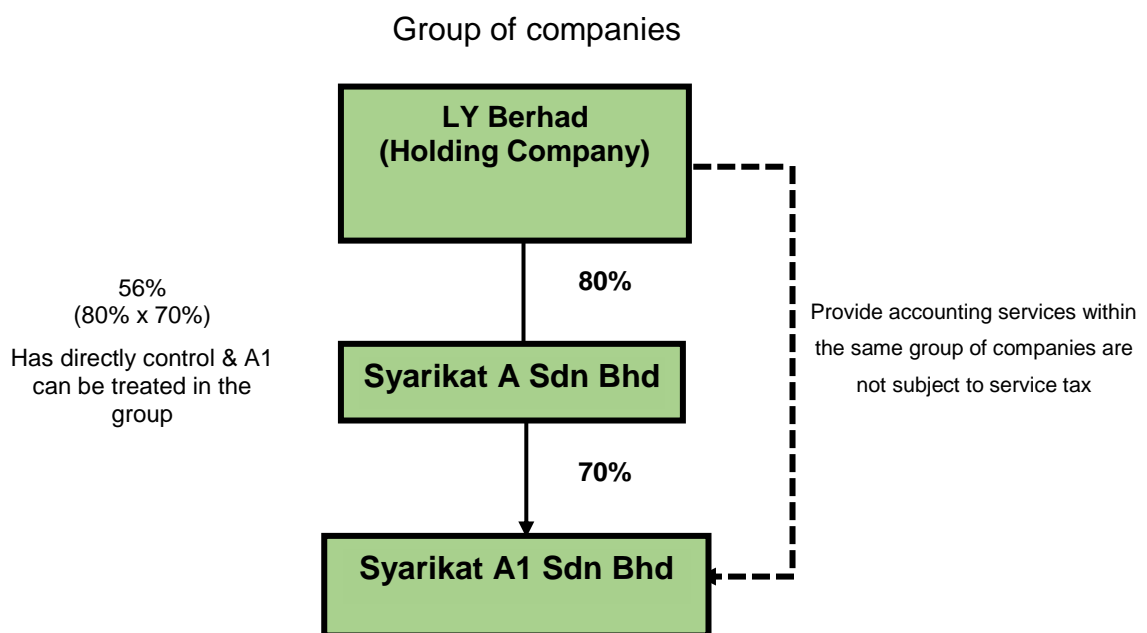 Group of companies
LY Berhad
(Holding Company)
80%
56%
(80% x 70%)
Has directly control & A1
can be treated in the
group
Provide accounting services within
the same group of companies are
not subject to service tax
Syarikat A Sdn Bhd
70%
Syarikat A1 Sdn Bhd